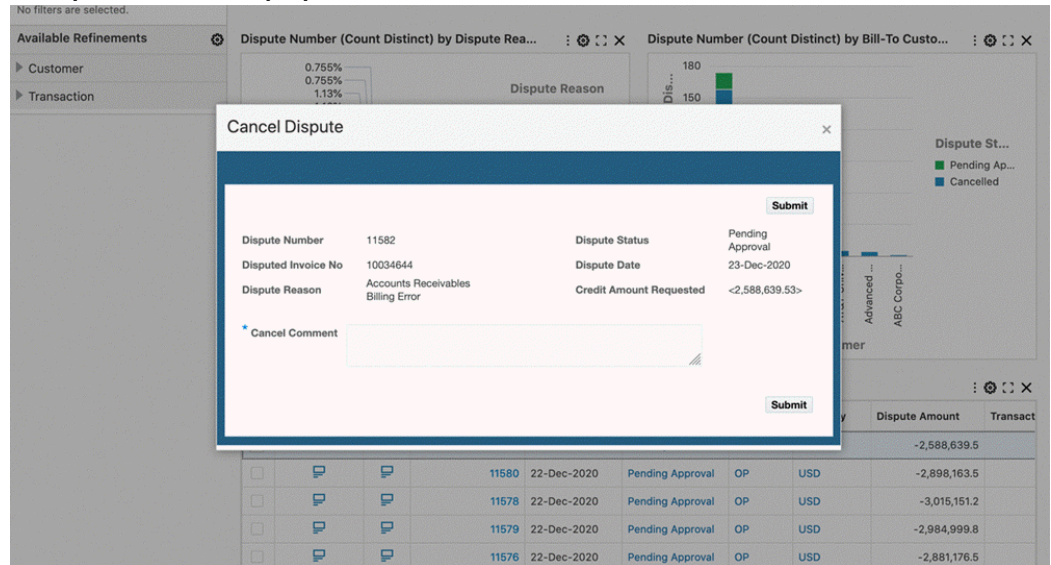 No filters are selected.
Available Refinements
Customer
Transaction
Dispute Number (Count Distinct) by Dispute Rea...
0.755%
0.755%
1.13%
Dispute Reason
Dispute Number (Count Distinct) by Bill-To Custo...
180
150
Dis...
Dispute St...
Pending Ap...
Cancelled
Advanced ...
ABC Corpo...
mer
Cancel Dispute
Submit
Dispute Number 11582 Dispute Status Pending
Approval
Disputed Invoice No 10034644 Dispute Date 23-Dec-2020
Dispute Reason Accounts Receivables
Billing Error
Credit Amount Requested <2,588,639.53>
* Cancel Comment
Submit
y Dispute Amount Transact
-2,588,639.5
11580 22-Dec-2020 Pending Approval OP USD -2,898,163.5
11578 22-Dec-2020 Pending Approval OP USD -3,015,151.2
11579 22-Dec-2020 Pending Approval OP USD -2,984,999.8
11576 22-Dec-2020 Pending Approval OP USD -2,881,176.5